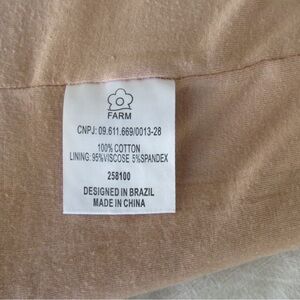 FARM
CNPJ: 09.611.669/0013-28
100% COTTON
LINING: 95%VISCOSE 5%SPANDEX
258100
DESIGNED IN BRAZIL
MADE IN CHINA